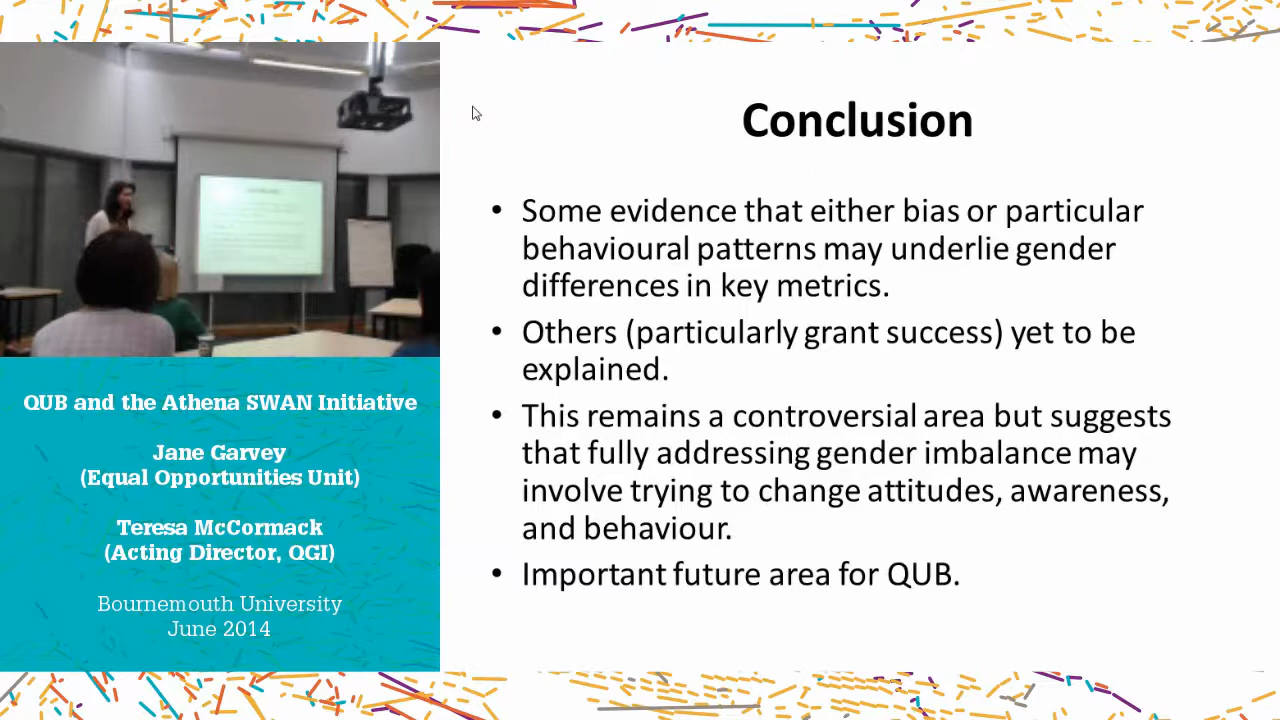 Conclusion
• Some evidence that either bias or particular
behavioural patterns may underlie gender
differences in key metrics.
• Others (particularly grant success) yet to be
explained.
• This remains a controversial area but suggests
that fully addressing gender imbalance may
involve trying to change attitudes, awareness,
and behaviour.
• Important future area for QUB.
QUB and the Athena SWAN Initiative
Jane Garvey
(Equal Opportunities Unit)
Teresa McCormack
(Acting Director, QGI)
Bournemouth University
June 2014